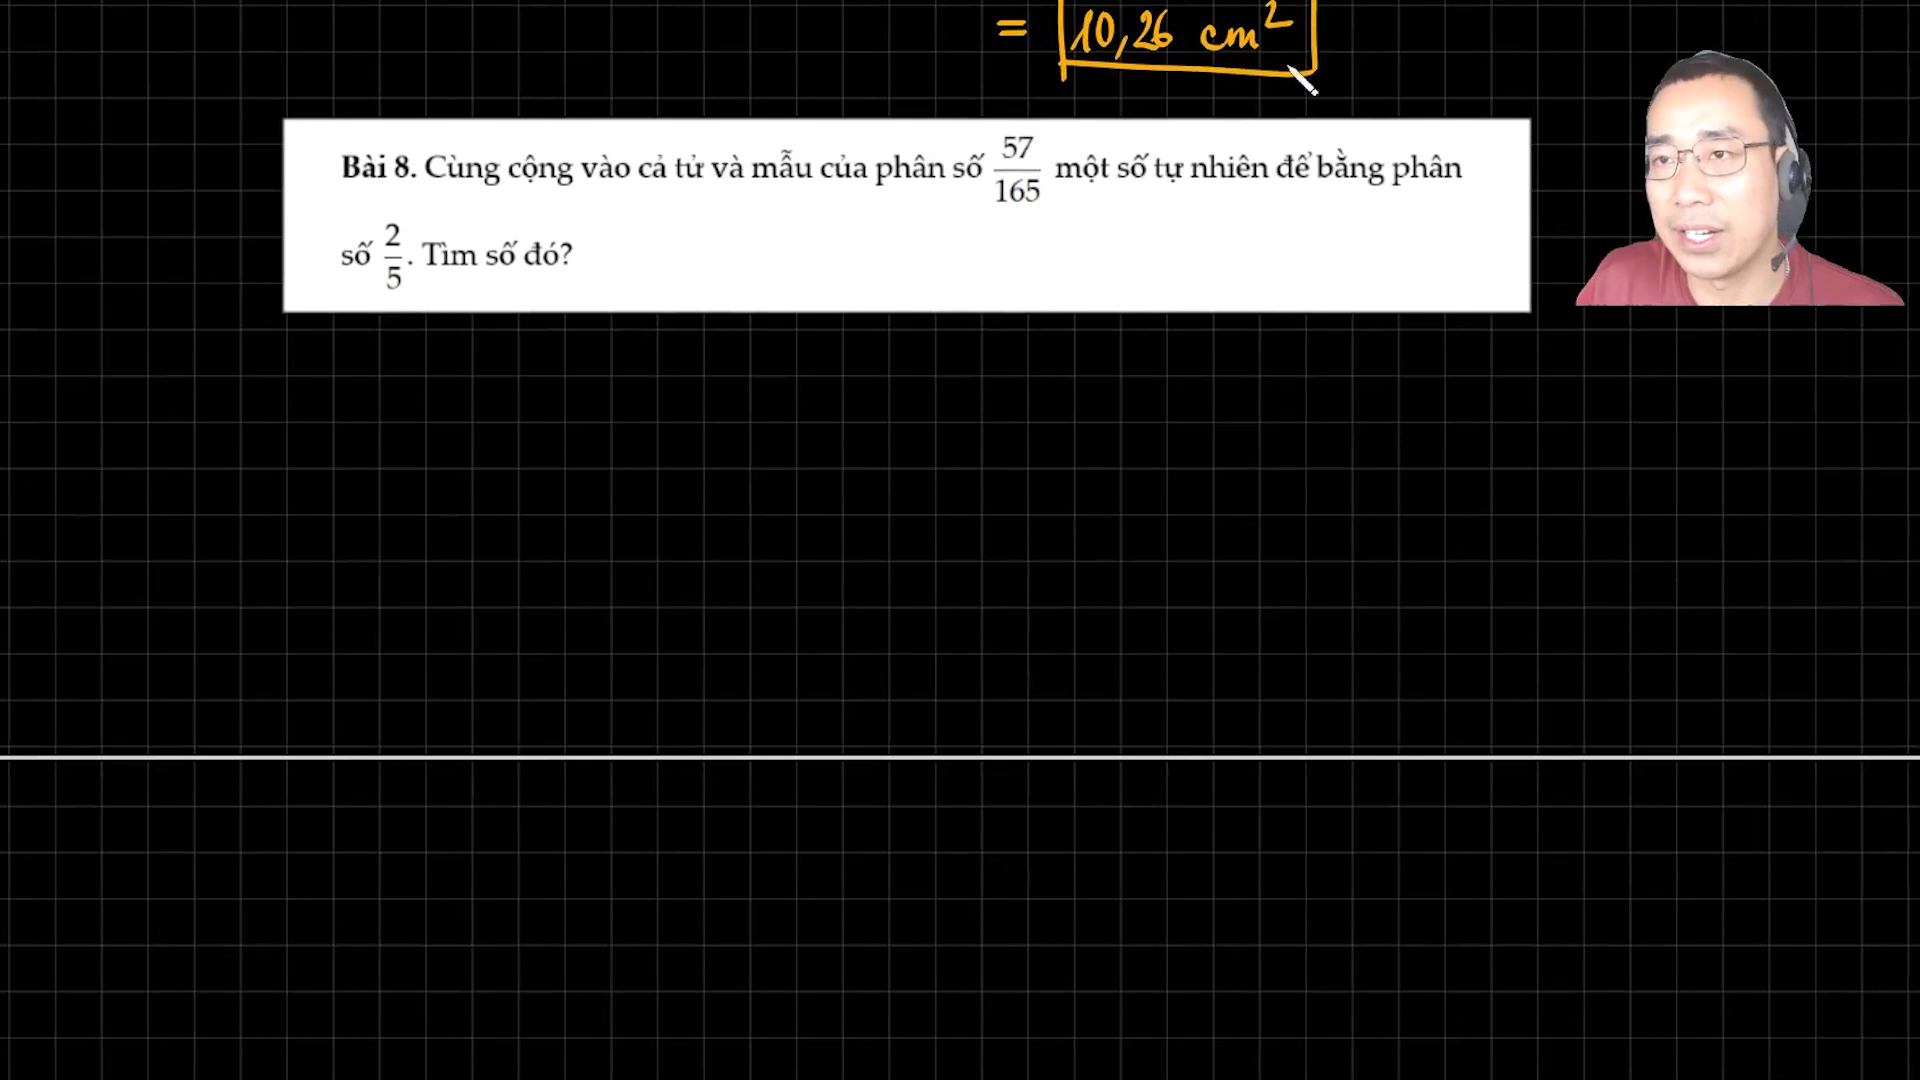 = 10,26 cm²
Bài 8. Cùng cộng vào cả tử và mẫu của phân số 57/165 một số tự nhiên để bằng phân
số 2/5. Tìm số đó?